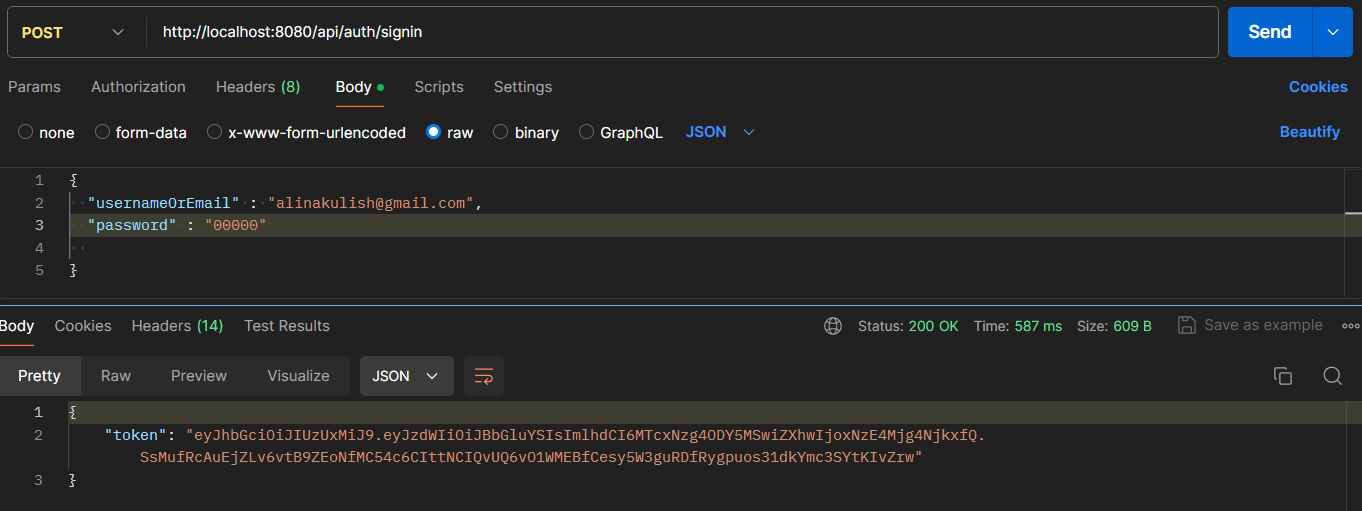 POST http://localhost:8080/api/auth/signin Send
Params Authorization Headers (8) Body Scripts Settings Cookies
none form-data x-www-form-urlencoded raw binary GraphQL JSON Beautify
1 {
2 "usernameOrEmail" : "alinakulish@gmail.com",
3 "password" : "00000"
4
5 }
Body Cookies Headers (14) Test Results Status: 200 OK Time: 587 ms Size: 609 B Save as example
Pretty Raw Preview Visualize JSON
1 {
2 "token": "eyJhbGciOiJIUzUxMiJ9.eyJzdWIiOiJBbGluYSIsImlhdCI6MTcxNzg4ODY5MSwiZXhwIjoxNzE4Mjg4NjkxfQ.
SsMufRcAuEjZLv6vtB9ZEoNfMC54c6CIttNCIQvUQ6vO1WMEBfCesy5W3guRDfRygpuos31dkYmc3SYtKIvZrw"
3 }